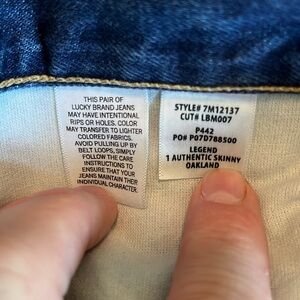 THIS PAIR OF
LUCKY BRAND JEANS
MAY HAVE INTENTIONAL
RIPS OR HOLES. COLOR
MAY TRANSFER TO LIGHTER
COLORED FABRICS.
AVOID PULLING UP BY
BELT LOOPS, SIMPLY
FOLLOW THE CARE
INSTRUCTIONS TO
ENSURE THAT YOUR
JEANS MAINTAIN THEIR
INDIVIDUAL CHARACTER.
STYLE# 7M12137
CUT# LBM007
P442
PO# P07D788500
LEGEND
1 AUTHENTIC SKINNY
OAKLAND